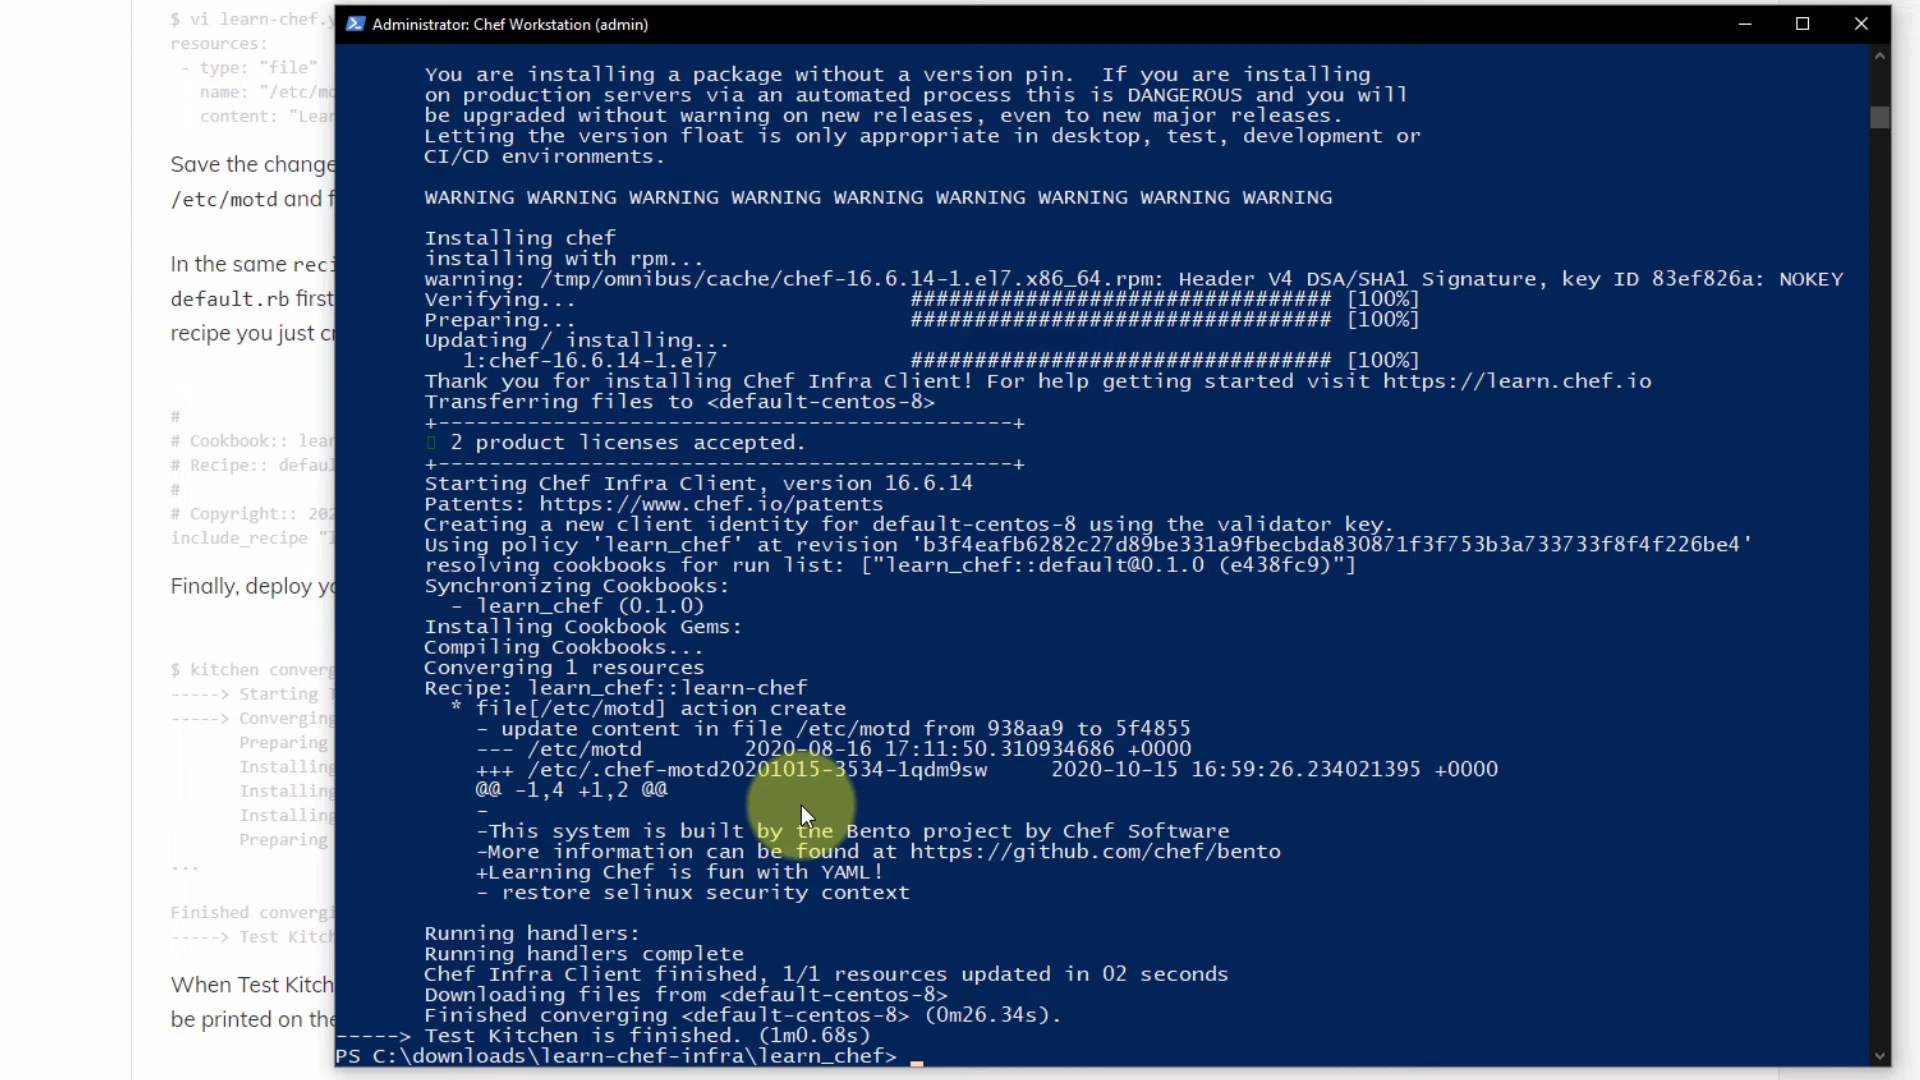 $ vi learn-chef.y
resources:
- type: "file"
name: "/etc/mo
content: "Lear
Save the change
/etc/motd and f
In the same reci
default.rb first
recipe you just cr
#
# Cookbook:: lear
# Recipe:: defaul
#
# Copyright:: 202
include_recipe "l
Finally, deploy yo
$ kitchen converg
-----> Starting T
-----> Converging
Preparing
Installing
Installing
Installing
Preparing
...
Finished convergi
-----> Test Kitch
When Test Kitch
be printed on the
Administrator: Chef Workstation (admin)
You are installing a package without a version pin.  If you are installing
on production servers via an automated process this is DANGEROUS and you will
be upgraded without warning on new releases, even to new major releases.
Letting the version float is only appropriate in desktop, test, development or
CI/CD environments.
WARNING WARNING WARNING WARNING WARNING WARNING WARNING WARNING WARNING
Installing chef
installing with rpm...
warning: /tmp/omnibus/cache/chef-16.6.14-1.el7.x86_64.rpm: Header V4 DSA/SHA1 Signature, key ID 83ef826a: NOKEY
Verifying... ################################# [100%]
Preparing... ################################# [100%]
Updating / installing...
1:chef-16.6.14-1.el7 ################################# [100%]
Thank you for installing Chef Infra Client! For help getting started visit https://learn.chef.io
Transferring files to <default-centos-8>
+---------------------------------------------+
2 product licenses accepted.
+---------------------------------------------+
Starting Chef Infra Client, version 16.6.14
Patents: https://www.chef.io/patents
Creating a new client identity for default-centos-8 using the validator key.
Using policy 'learn_chef' at revision 'b3f4eafb6282c27d89be331a9fbecbda830871f3f753b3a733733f8f4f226be4'
resolving cookbooks for run list: ["learn_chef::default@0.1.0 (e438fc9)"]
Synchronizing Cookbooks:
- learn_chef (0.1.0)
Installing Cookbook Gems:
Compiling Cookbooks...
Converging 1 resources
Recipe: learn_chef::learn-chef
* file[/etc/motd] action create
- update content in file /etc/motd from 938aa9 to 5f4855
--- /etc/motd 2020-08-16 17:11:50.310934686 +0000
+++ /etc/.chef-motd20201015-3534-1qdm9sw 2020-10-15 16:59:26.234021395 +0000
@@ -1,4 +1,2 @@
-
-This system is built by the Bento project by Chef Software
-More information can be found at https://github.com/chef/bento
+Learning Chef is fun with YAML!
- restore selinux security context
Running handlers:
Running handlers complete
Chef Infra Client finished, 1/1 resources updated in 02 seconds
Downloading files from <default-centos-8>
Finished converging <default-centos-8> (0m26.34s).
-----> Test Kitchen is finished. (1m0.68s)
PS C:\downloads\learn-chef-infra\learn_chef>